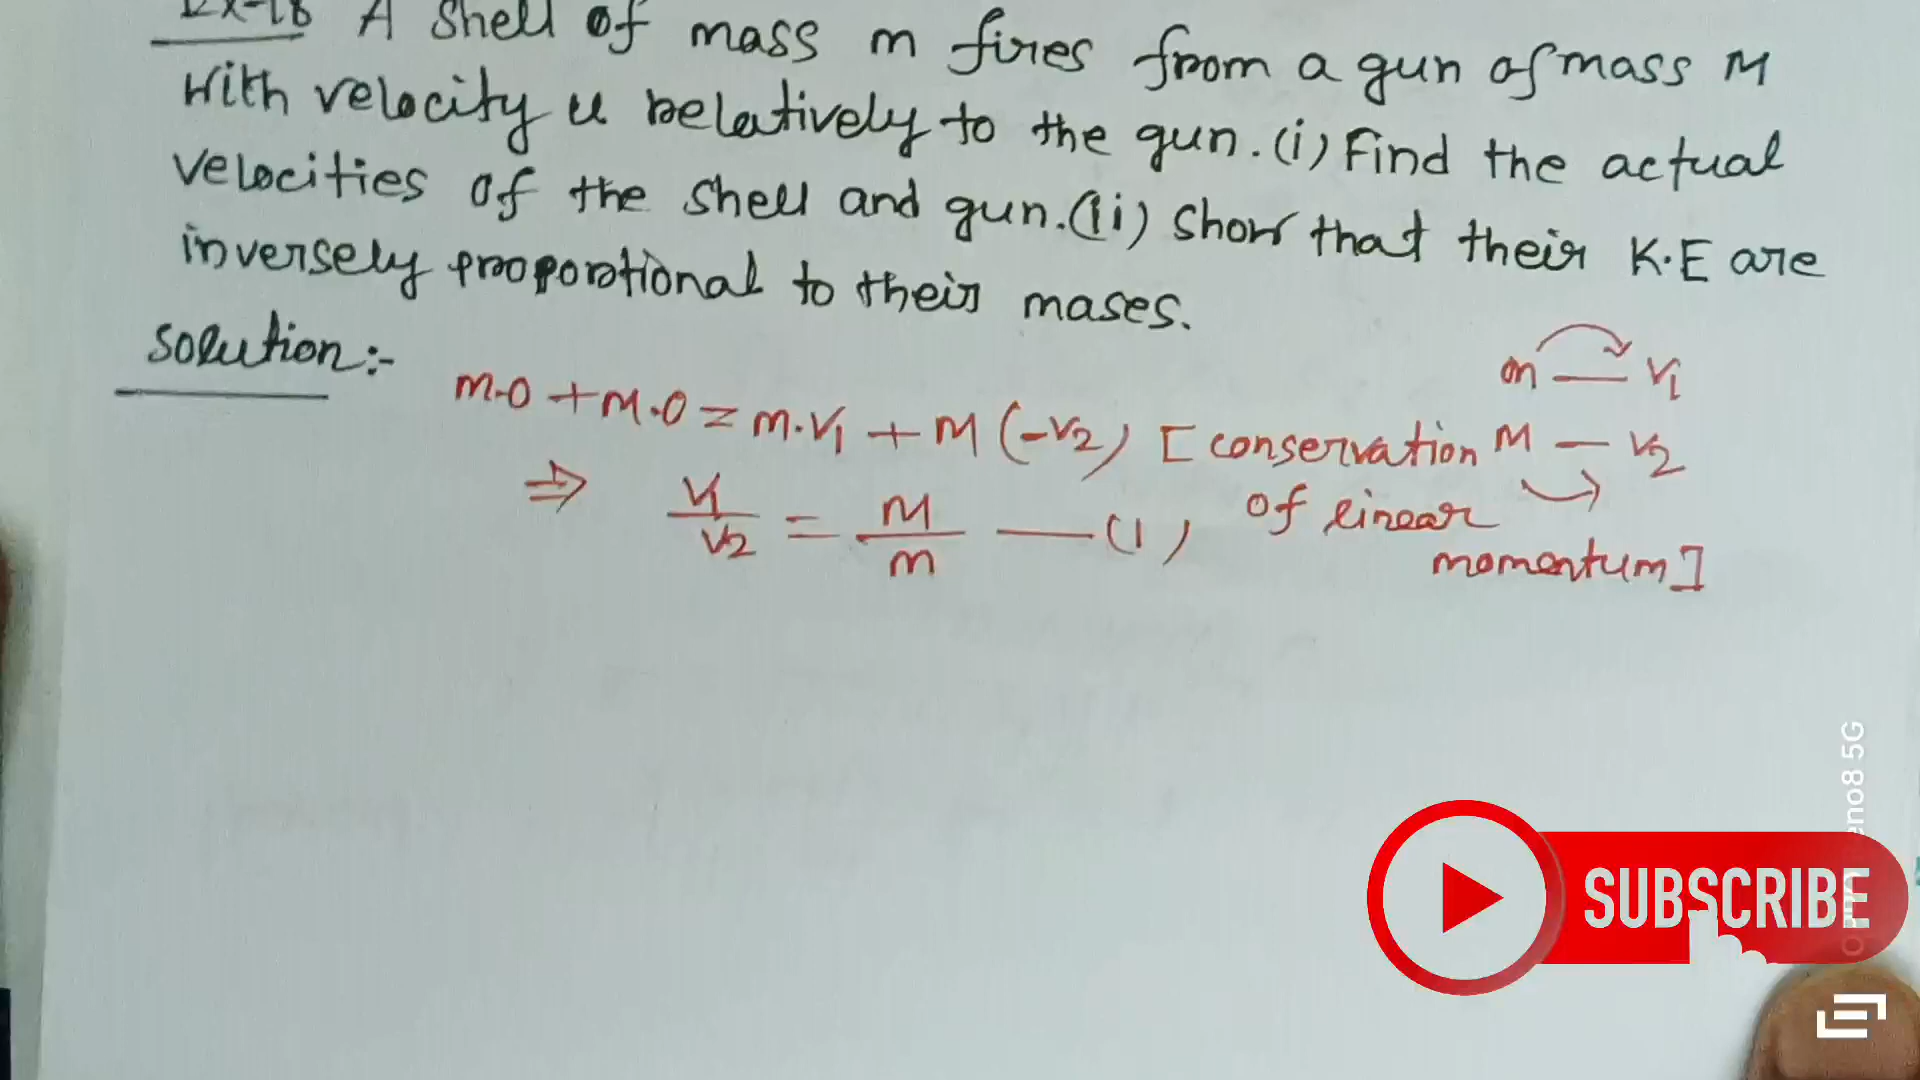 Ex-18 A shell of mass m fires from a gun of mass M
with velocity u relatively to the gun. (i) Find the actual
velocities of the shell and gun. (ii) Show that their K.E are
inversely proportional to their mases.
Solution:-
m.0 + M.0 = m.v₁ + M (-v₂) [conservation
of linear
momentum]
m — v₁
M — v₂
⇒ v₁/v₂ = M/m — (1)
SUBSCRIBE